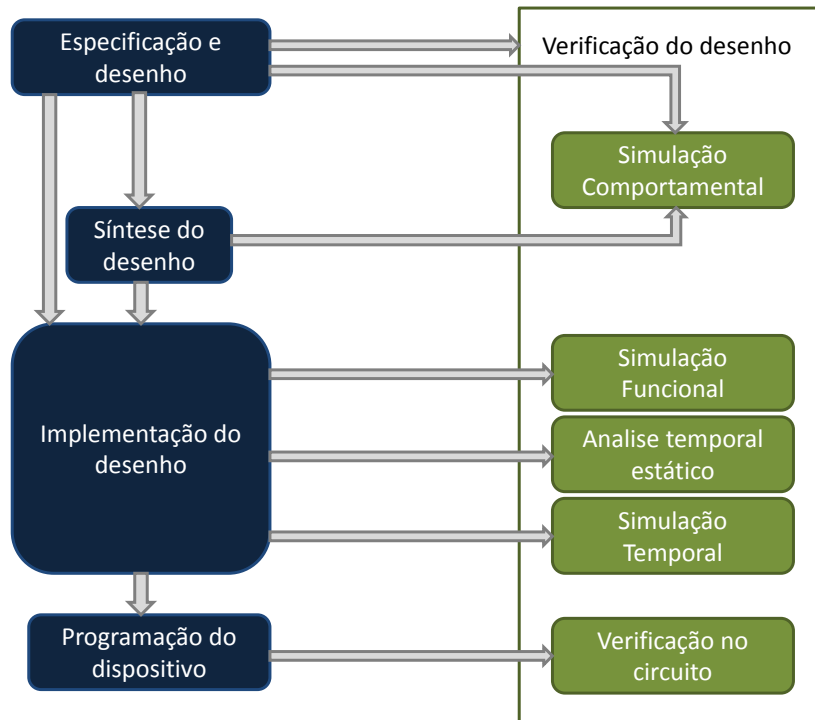 Especificação e
desenho
Verificação do desenho
Simulação
Comportamental
Síntese do
desenho
Implementação do
desenho
Simulação
Funcional
Analise temporal
estático
Simulação
Temporal
Programação do
dispositivo
Verificação no
circuito